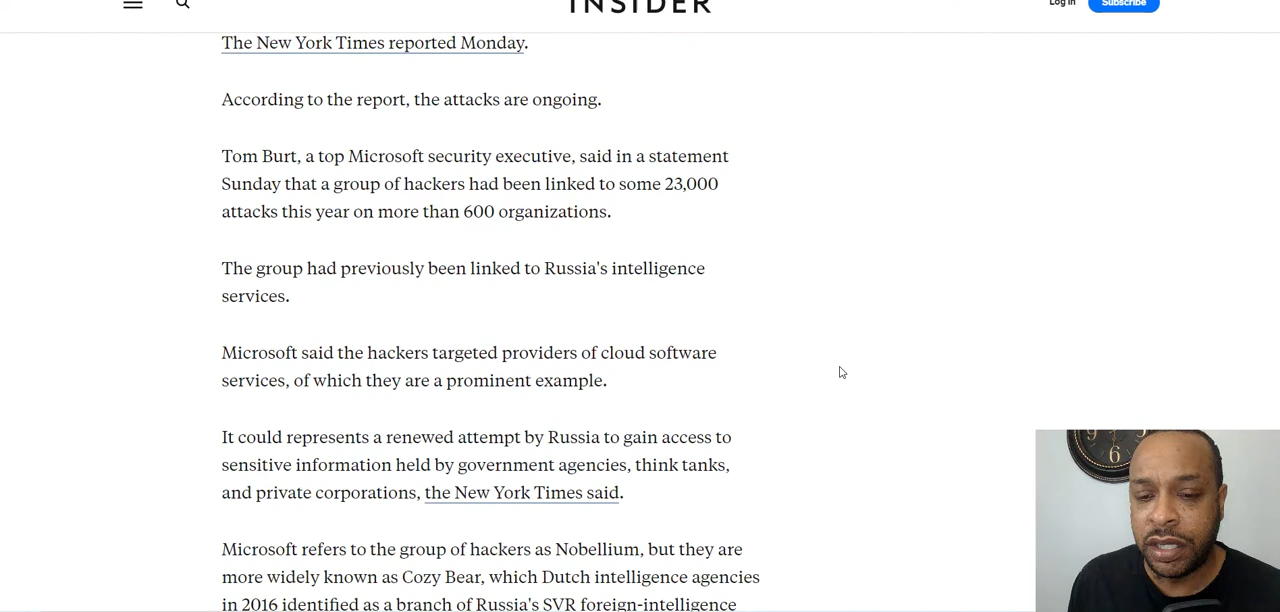 INSIDER
Log in
Subscribe
The New York Times reported Monday.
According to the report, the attacks are ongoing.
Tom Burt, a top Microsoft security executive, said in a statement
Sunday that a group of hackers had been linked to some 23,000
attacks this year on more than 600 organizations.
The group had previously been linked to Russia's intelligence
services.
Microsoft said the hackers targeted providers of cloud software
services, of which they are a prominent example.
It could represents a renewed attempt by Russia to gain access to
sensitive information held by government agencies, think tanks,
and private corporations, the New York Times said.
Microsoft refers to the group of hackers as Nobellium, but they are
more widely known as Cozy Bear, which Dutch intelligence agencies
in 2016 identified as a branch of Russia's SVR foreign-intelligence
9
6